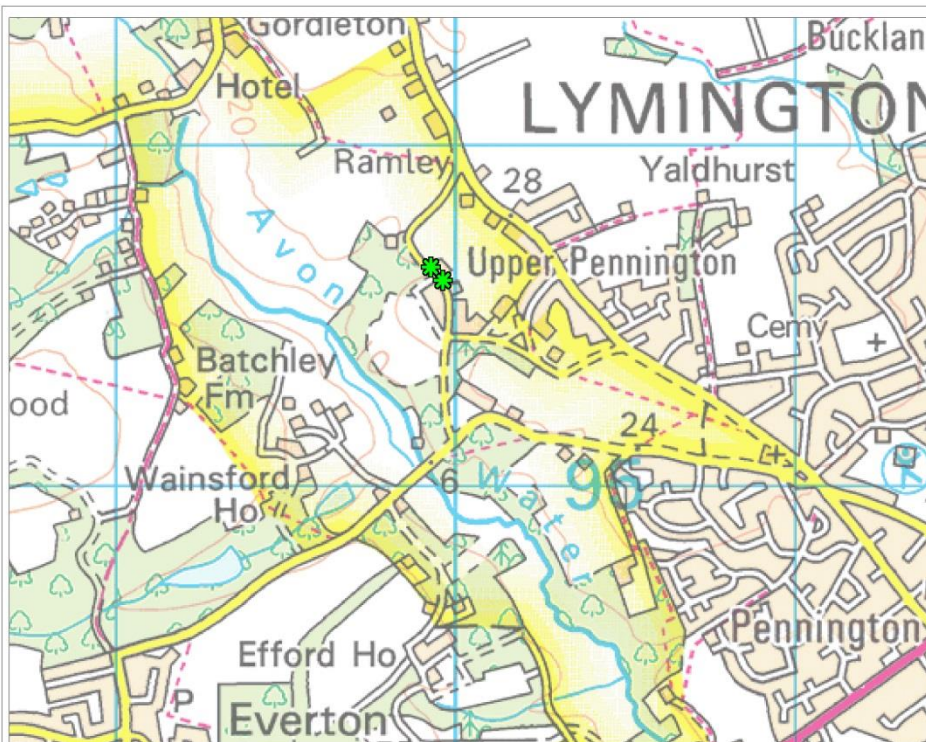 Gordleton
Bucklan
Hotel
LYMINGTON
20
Ramley
28
Yaldhurst
Avon
Upper Pennington
Cemy
Batchley
Fm
ood
24
Wainsford
Ho
6
Water
95
Pennington
Efford Ho
P
Everton